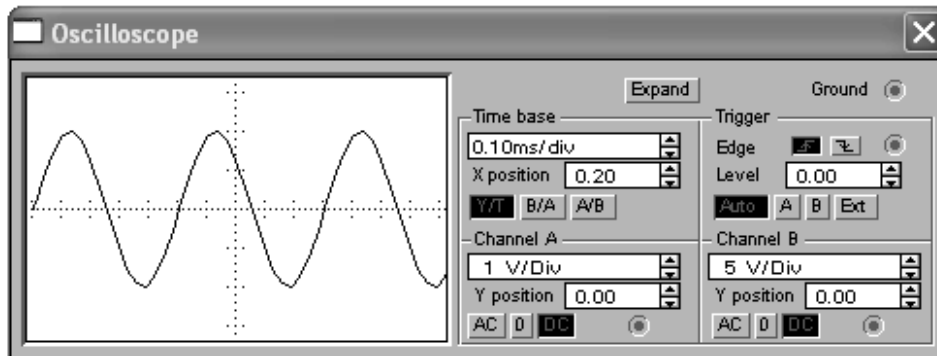 Oscilloscope
Expand
Ground
Time base
0.10ms/div
X position 0.20
Y/T B/A A/B
Trigger
Edge
Level 0.00
Auto A B Ext
Channel A
1 V/Div
Y position 0.00
AC 0 DC
Channel B
5 V/Div
Y position 0.00
AC 0 DC